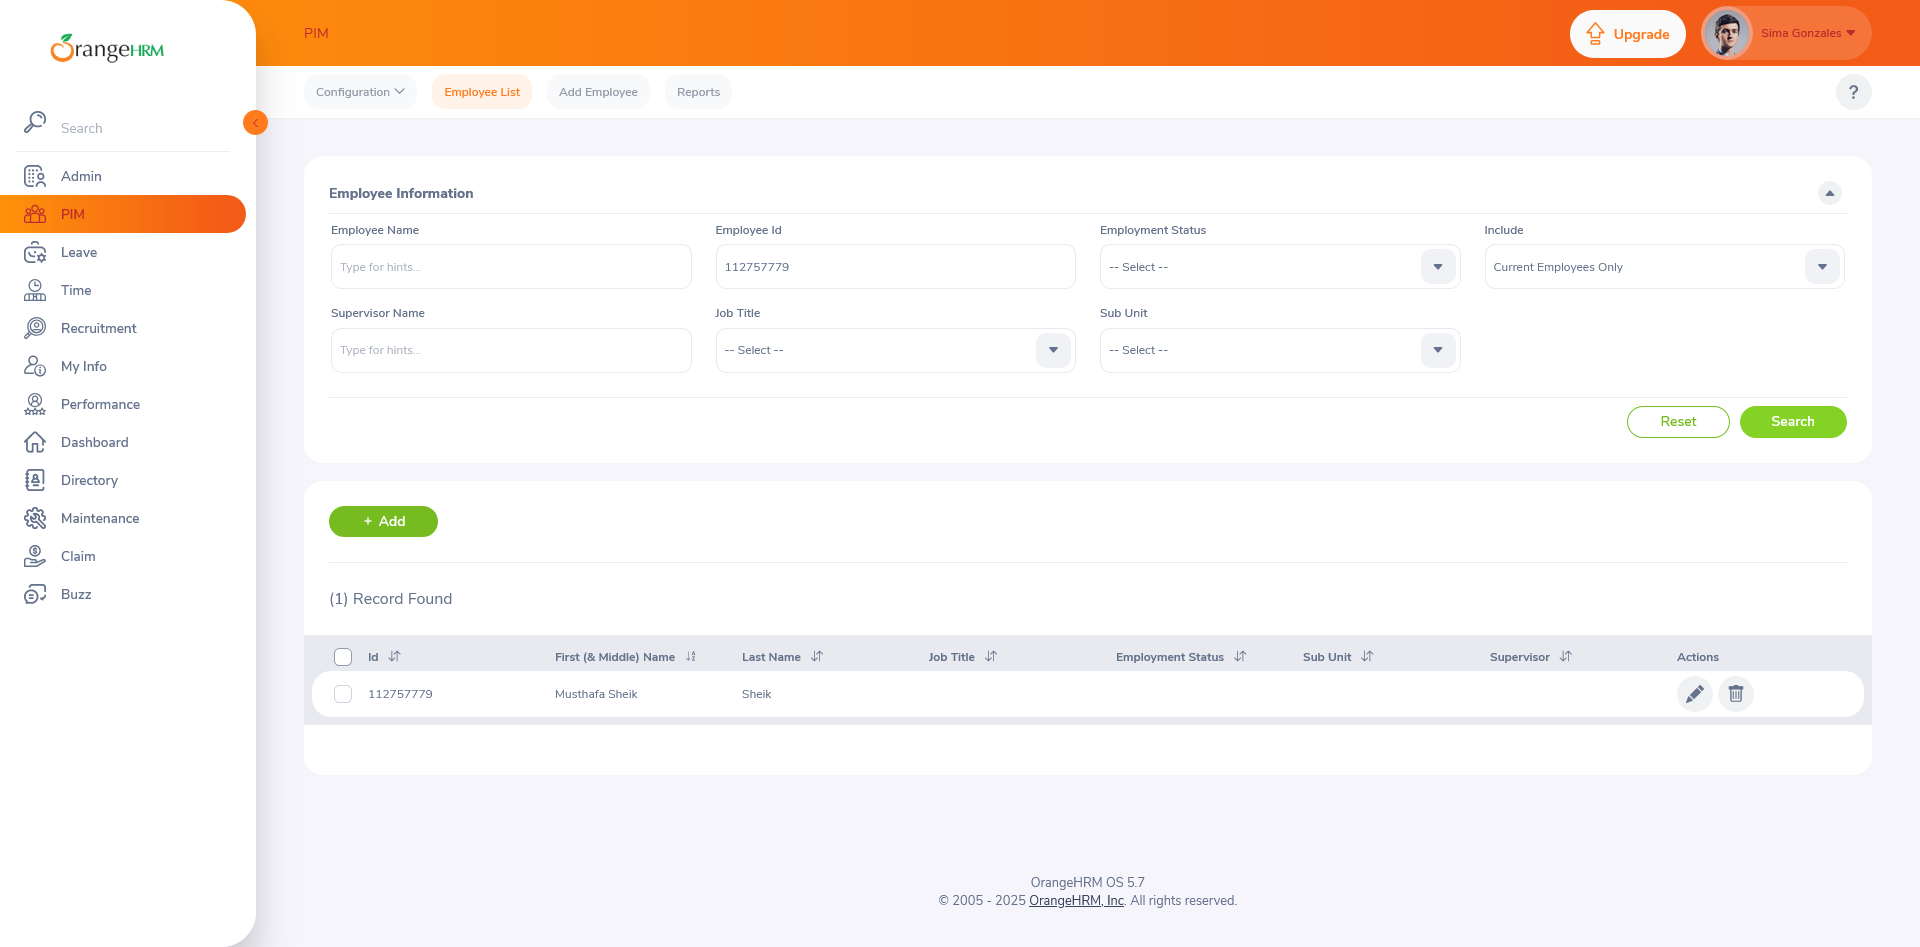 OrangeHRM
Search
Admin
PIM
Leave
Time
Recruitment
My Info
Performance
Dashboard
Directory
Maintenance
Claim
Buzz
PIM
Upgrade
Sima Gonzales
Configuration
Employee List
Add Employee
Reports
?
Employee Information
Employee Name
Employee Id
Employment Status
Include
Type for hints...
112757779
-- Select --
Current Employees Only
Supervisor Name
Job Title
Sub Unit
Type for hints...
-- Select --
-- Select --
Reset
Search
+ Add
(1) Record Found
Id First (& Middle) Name Last Name Job Title Employment Status Sub Unit Supervisor Actions
112757779 Musthafa Sheik Sheik
OrangeHRM OS 5.7
© 2005 - 2025 OrangeHRM, Inc. All rights reserved.